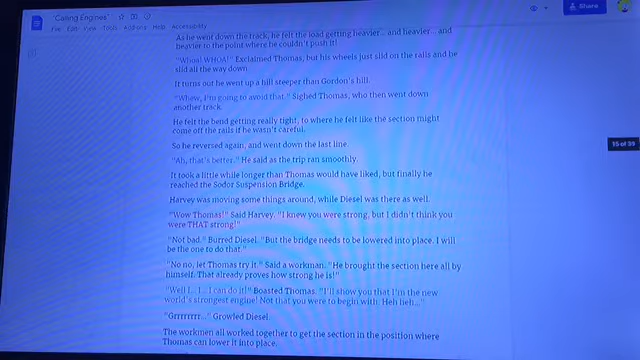 "Calling Engines"
File Edit View Tools Add-ons Help Accessibility
Share
15 of 39
As he went down the track, he felt the load getting heavier... and heavier... and
heavier to the point where he couldn't push it!
"Whoa! WHOA!" Exclaimed Thomas, but his wheels just slid on the rails and he
slid all the way down.
It turns out he went up a hill steeper than Gordon's hill.
"Whew, I'm going to avoid that." Sighed Thomas, who then went down
another track.
He felt the bend getting really tight, to where he felt like the section might
come off the rails if he wasn't careful.
So he reversed again, and went down the last line.
"Ah, that's better." He said as the trip ran smoothly.
It took a little while longer than Thomas would have liked, but finally he
reached the Sodor Suspension Bridge.
Harvey was moving some things around, while Diesel was there as well.
"Wow Thomas!" Said Harvey. "I knew you were strong, but I didn't think you
were THAT strong!"
"Not bad." Burred Diesel. "But the bridge needs to be lowered into place. I will
be the one to do that."
"No no, let Thomas try it." Said a workman. "He brought the section here all by
himself. That already proves how strong he is!"
"Well I... I... I can do it!" Boasted Thomas. "I'll show you that I'm the new
world's strongest engine! Not that you were to begin with. Heh heh..."
"Grrrrrrrr..." Growled Diesel.
The workmen all worked together to get the section in the position where
Thomas can lower it into place.